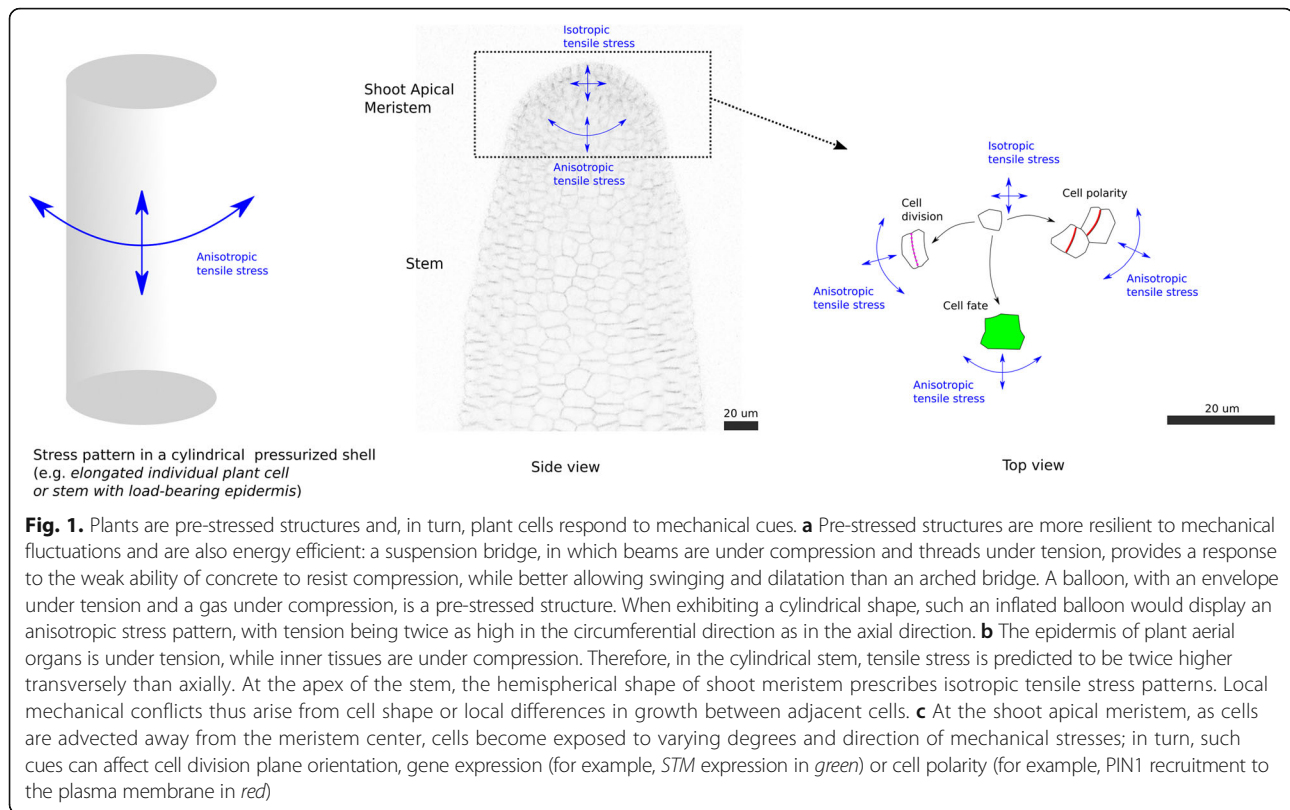 Isotropic
tensile stress
Shoot Apical
Meristem
Anisotropic
tensile stress
Anisotropic
tensile stress
Stem
20 um
Isotropic
tensile stress
Cell polarity
Cell
division
Anisotropic
tensile stress
Anisotropic
tensile stress
Cell fate
Anisotropic
tensile stress
20 um
Stress pattern in a cylindrical pressurized shell
(e.g. elongated individual plant cell
or stem with load-bearing epidermis)
Side view
Top view
Fig. 1. Plants are pre-stressed structures and, in turn, plant cells respond to mechanical cues. a Pre-stressed structures are more resilient to mechanical
fluctuations and are also energy efficient: a suspension bridge, in which beams are under compression and threads under tension, provides a response
to the weak ability of concrete to resist compression, while better allowing swinging and dilatation than an arched bridge. A balloon, with an envelope
under tension and a gas under compression, is a pre-stressed structure. When exhibiting a cylindrical shape, such an inflated balloon would display an
anisotropic stress pattern, with tension being twice as high in the circumferential direction as in the axial direction. b The epidermis of plant aerial
organs is under tension, while inner tissues are under compression. Therefore, in the cylindrical stem, tensile stress is predicted to be twice higher
transversely than axially. At the apex of the stem, the hemispherical shape of shoot meristem prescribes isotropic tensile stress patterns. Local
mechanical conflicts thus arise from cell shape or local differences in growth between adjacent cells. c At the shoot apical meristem, as cells
are advected away from the meristem center, cells become exposed to varying degrees and direction of mechanical stresses; in turn, such
cues can affect cell division plane orientation, gene expression (for example, STM expression in green) or cell polarity (for example, PIN1 recruitment to
the plasma membrane in red)